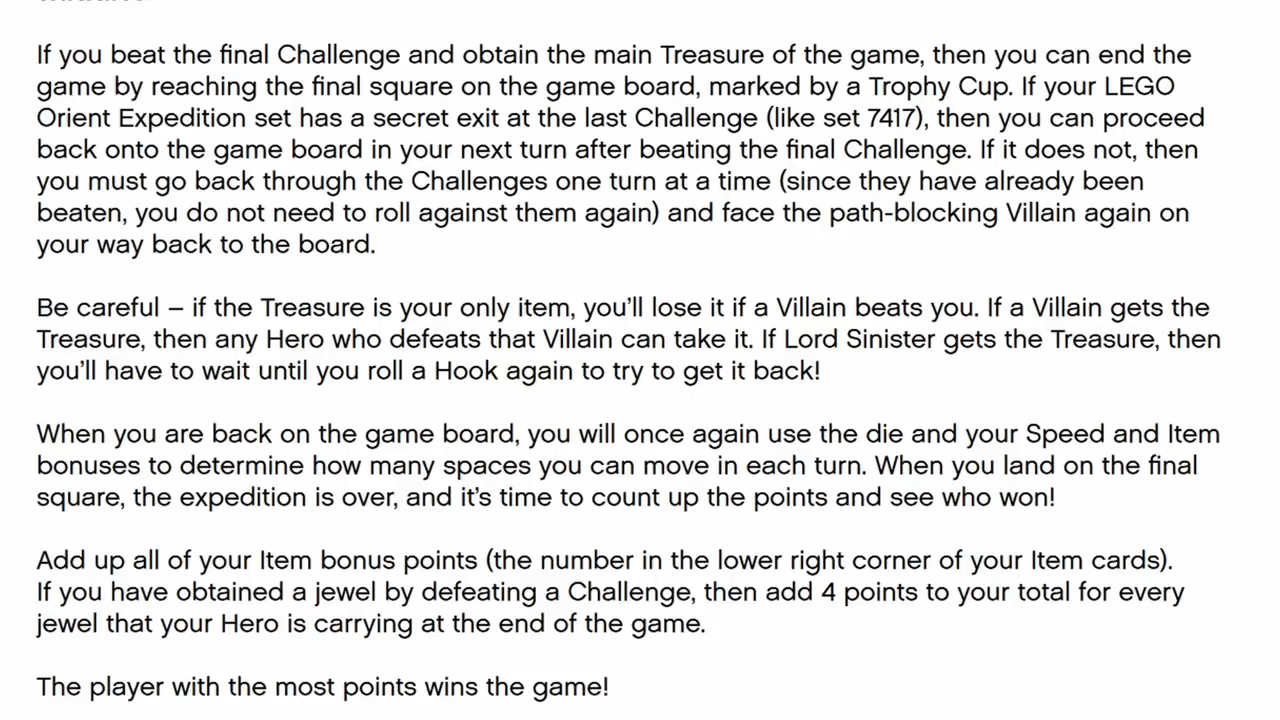 If you beat the final Challenge and obtain the main Treasure of the game, then you can end the
game by reaching the final square on the game board, marked by a Trophy Cup. If your LEGO
Orient Expedition set has a secret exit at the last Challenge (like set 7417), then you can proceed
back onto the game board in your next turn after beating the final Challenge. If it does not, then
you must go back through the Challenges one turn at a time (since they have already been
beaten, you do not need to roll against them again) and face the path-blocking Villain again on
your way back to the board.
Be careful – if the Treasure is your only item, you’ll lose it if a Villain beats you. If a Villain gets the
Treasure, then any Hero who defeats that Villain can take it. If Lord Sinister gets the Treasure, then
you’ll have to wait until you roll a Hook again to try to get it back!
When you are back on the game board, you will once again use the die and your Speed and Item
bonuses to determine how many spaces you can move in each turn. When you land on the final
square, the expedition is over, and it’s time to count up the points and see who won!
Add up all of your Item bonus points (the number in the lower right corner of your Item cards).
If you have obtained a jewel by defeating a Challenge, then add 4 points to your total for every
jewel that your Hero is carrying at the end of the game.
The player with the most points wins the game!